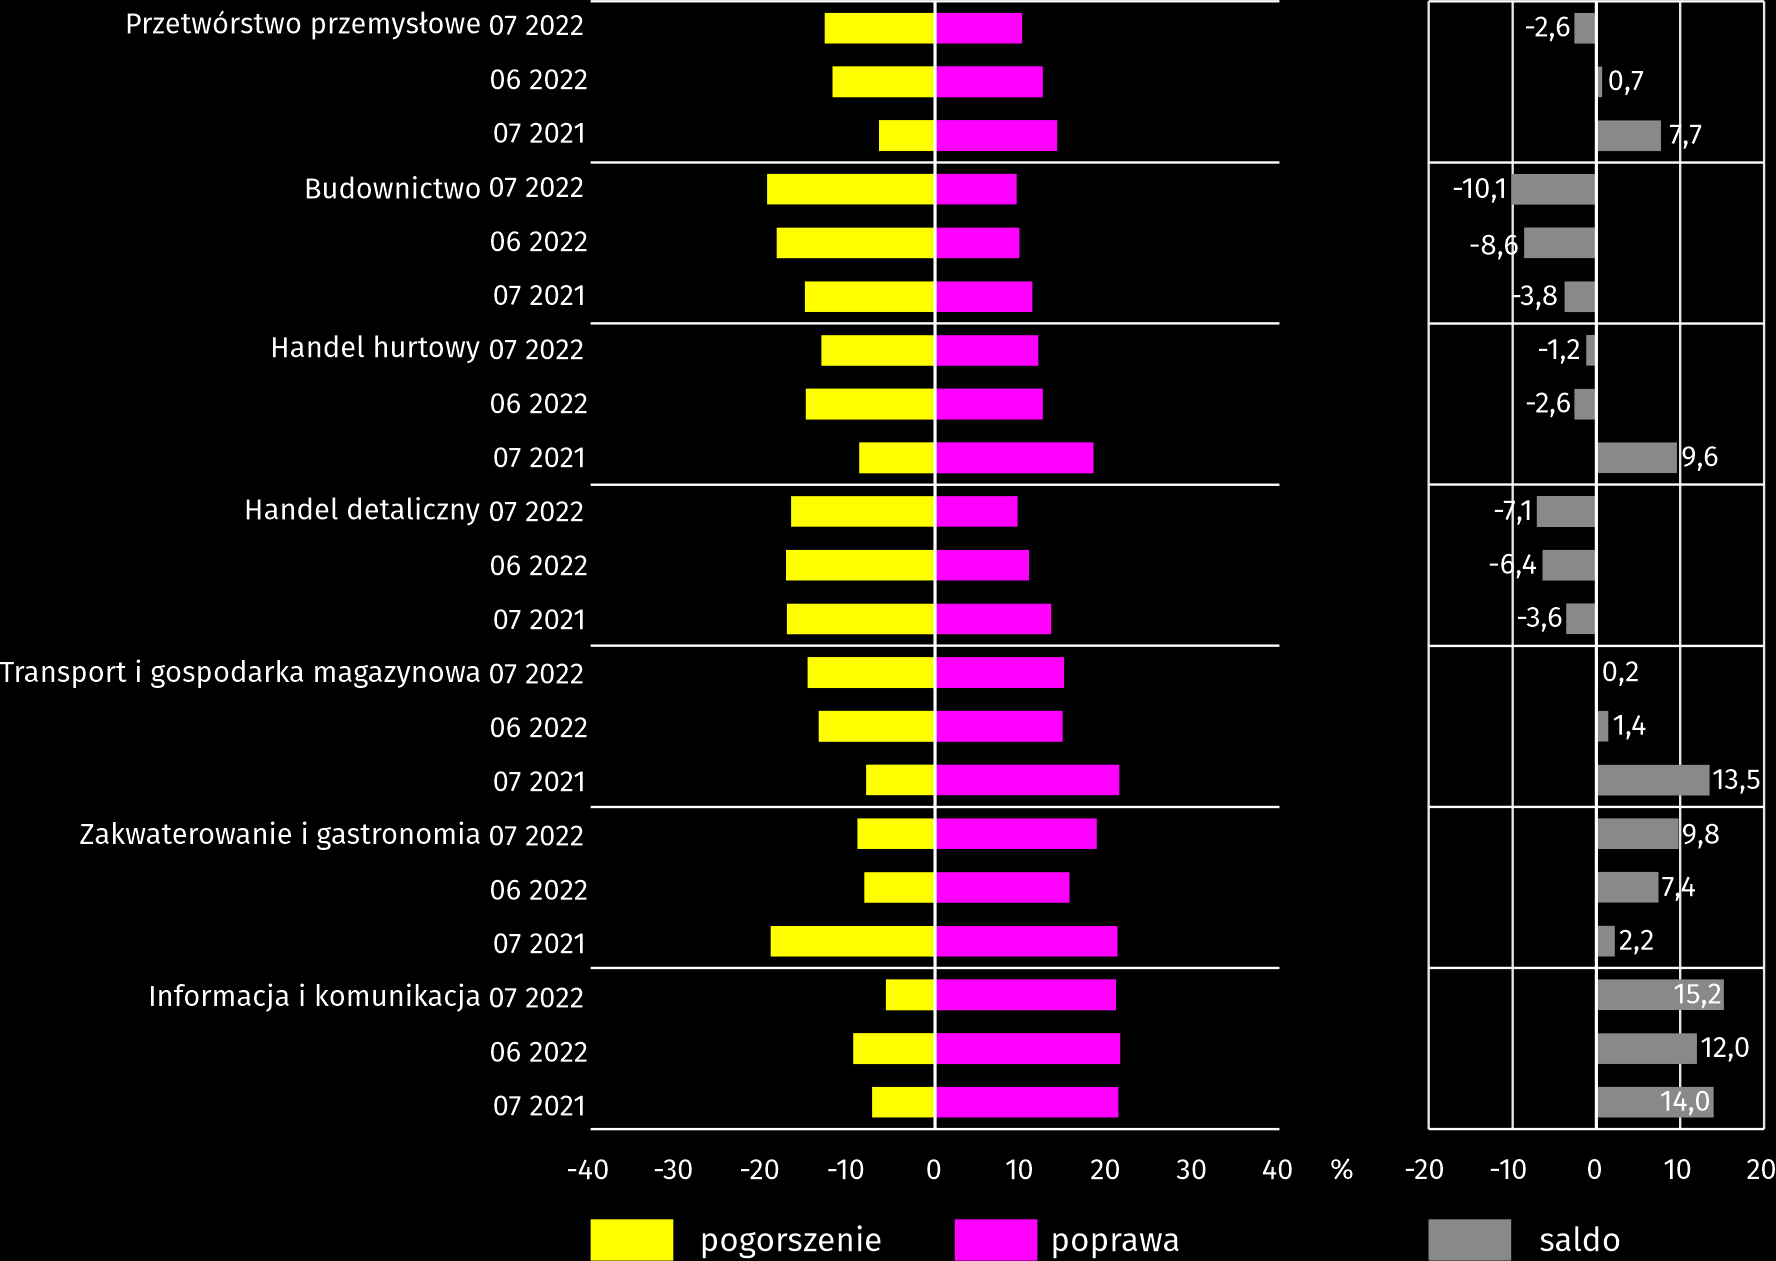 Przetwórstwo przemysłowe 07 2022 -2,6
06 2022 0,7
07 2021 7,7
Budownictwo 07 2022 -10,1
06 2022 -8,6
07 2021 -3,8
Handel hurtowy 07 2022 -1,2
06 2022 -2,6
07 2021 9,6
Handel detaliczny 07 2022 -7,1
06 2022 -6,4
07 2021 -3,6
Transport i gospodarka magazynowa 07 2022 0,2
06 2022 1,4
07 2021 13,5
Zakwaterowanie i gastronomia 07 2022 9,8
06 2022 7,4
07 2021 2,2
Informacja i komunikacja 07 2022 15,2
06 2022 12,0
07 2021 14,0
-40 -30 -20 -10 0 10 20 30 40 % -20 -10 0 10 20
pogorszenie poprawa saldo